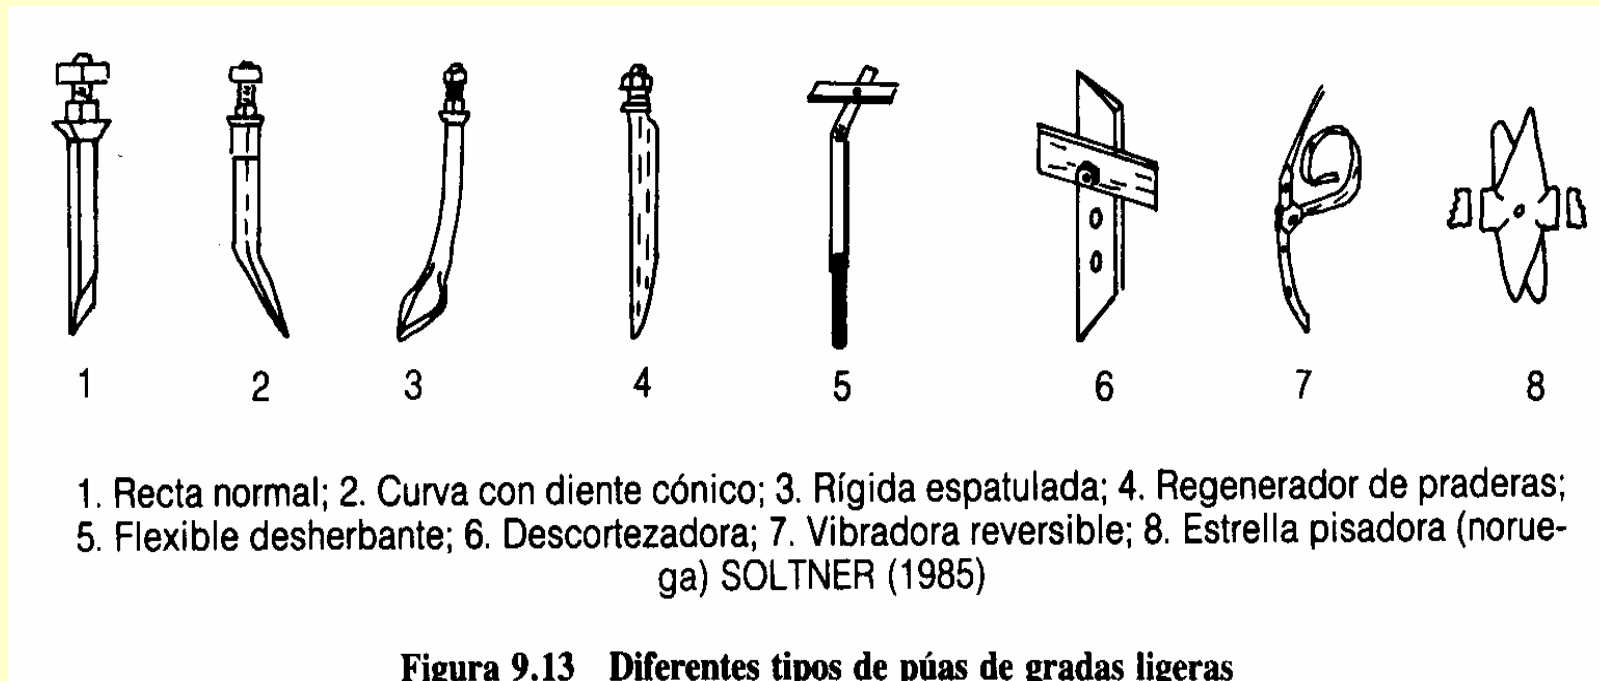 1 2 3 4 5 6 7 8
1. Recta normal; 2. Curva con diente cónico; 3. Rígida espatulada; 4. Regenerador de praderas;
5. Flexible desherbante; 6. Descortezadora; 7. Vibradora reversible; 8. Estrella pisadora (norue-
ga) SOLTNER (1985)
Figura 9.13 Diferentes tipos de púas de gradas ligeras